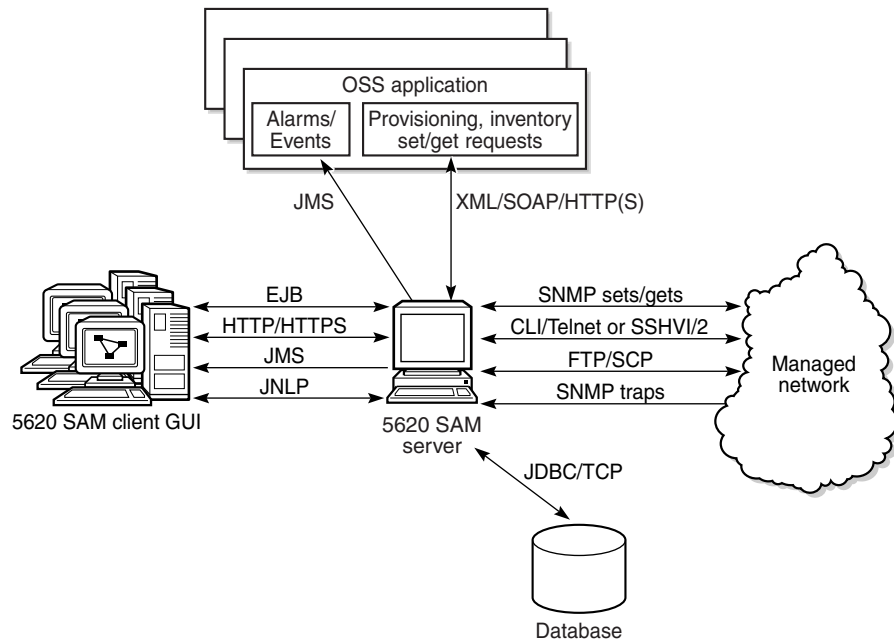 OSS application
Alarms/
Events
Provisioning, inventory
set/get requests
JMS
XML/SOAP/HTTP(S)
EJB
HTTP/HTTPS
JMS
JNLP
5620 SAM client GUI
5620 SAM
server
SNMP sets/gets
CLI/Telnet or SSHVI/2
FTP/SCP
SNMP traps
Managed
network
JDBC/TCP
Database